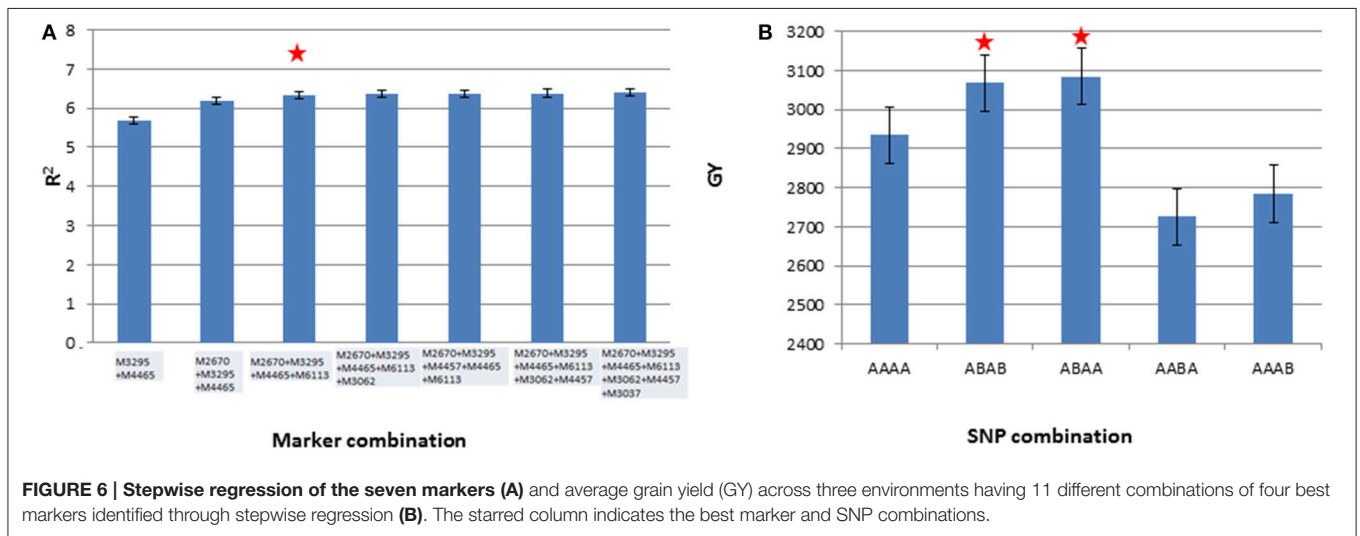 A
8
7
6
5
4
3
2
1
0
R²
M3295
+M4465
M2670
+M3295
+M4465
M2670+M3295
+M4465+M6113
M2670+M3295
+M4465+M6113
+M3062
M2670+M3295
+M4457+M4465
+M6113
M2670+M3295
+M4465+M6113
+M3062+M4457
M2670+M3295
+M4465+M6113
+M3062+M4457
+M3037
Marker combination
B
3200
3100
3000
2900
2800
2700
2600
2500
2400
GY
AAAA ABAB ABAA AABA AAAB
SNP combination
FIGURE 6 | Stepwise regression of the seven markers (A) and average grain yield (GY) across three environments having 11 different combinations of four best
markers identified through stepwise regression (B). The starred column indicates the best marker and SNP combinations.